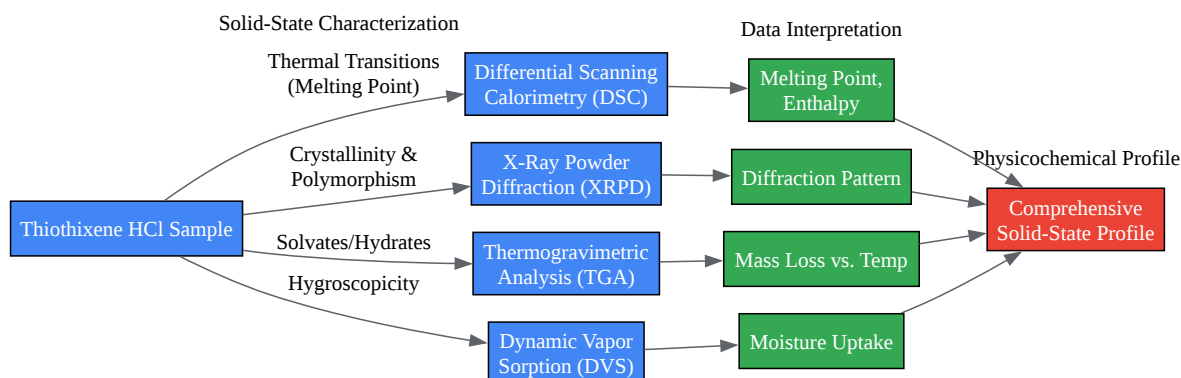 Solid-State Characterization
Data Interpretation
Thermal Transitions
(Melting Point)
Differential Scanning
Calorimetry (DSC)
Melting Point,
Enthalpy
Crystallinity &
Polymorphism
X-Ray Powder
Diffraction (XRPD)
Diffraction Pattern
Physicochemical Profile
Thiothixene HCl Sample
Comprehensive
Solid-State Profile
Solvates/Hydrates
Thermogravimetric
Analysis (TGA)
Mass Loss vs. Temp
Hygroscopicity
Dynamic Vapor
Sorption (DVS)
Moisture Uptake